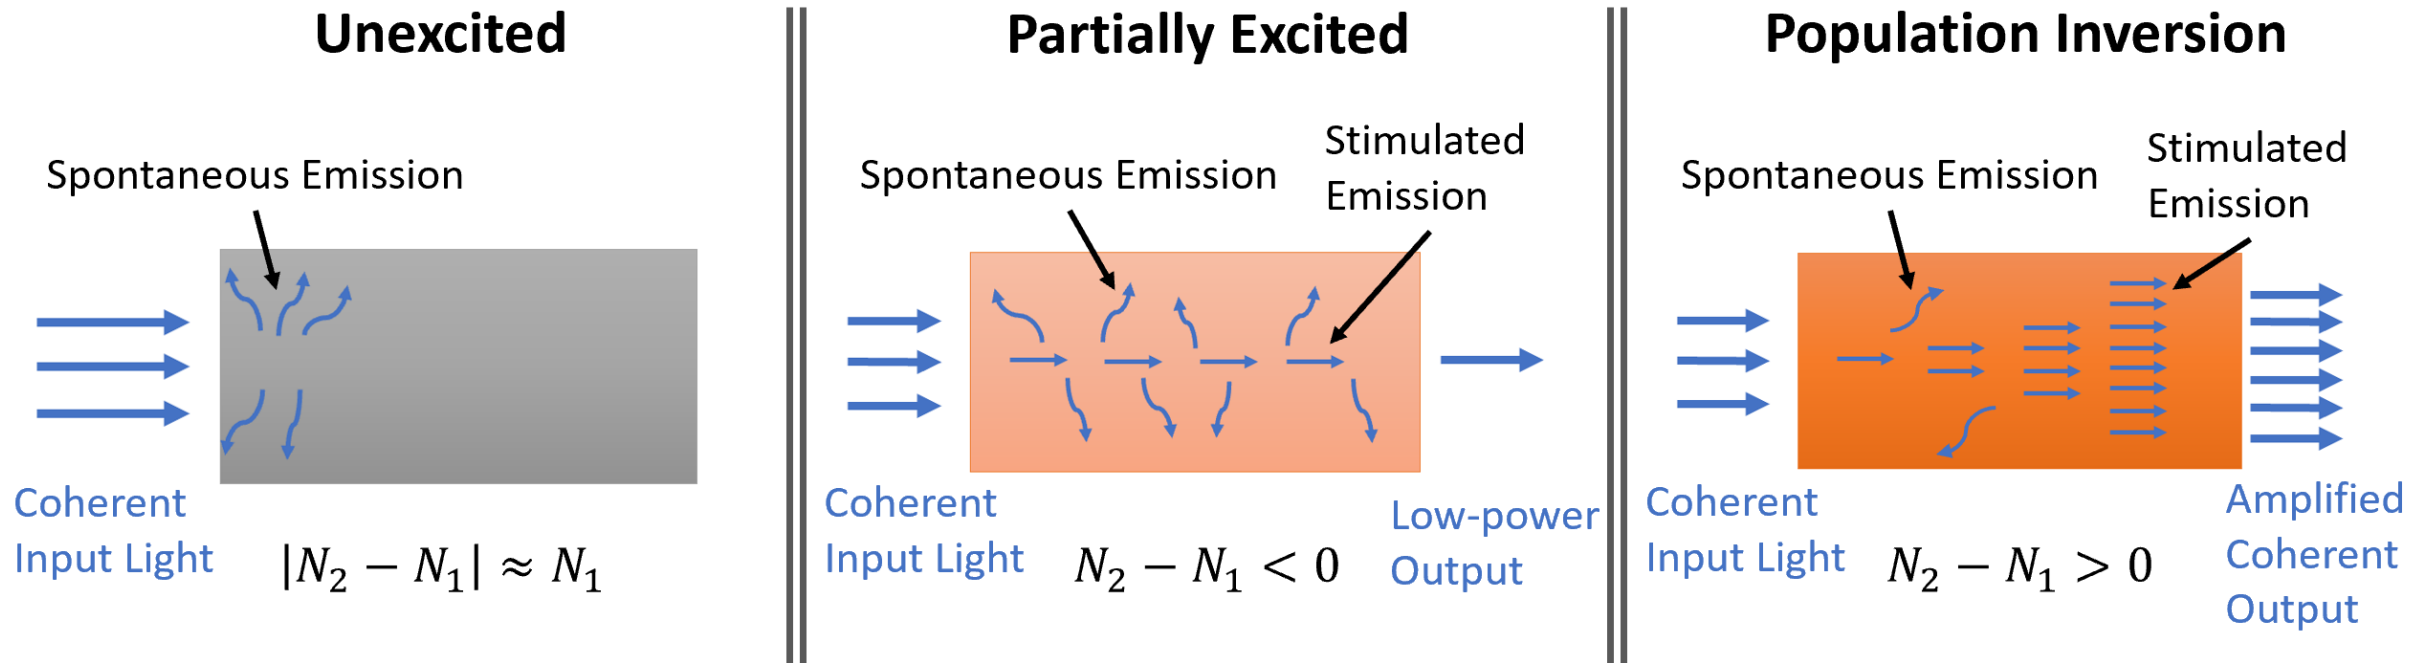 Unexcited
Spontaneous Emission
Coherent
Input Light
|N₂ − N₁| ≈ N₁
Partially Excited
Spontaneous Emission
Stimulated
Emission
Coherent
Input Light
N₂ − N₁ < 0
Low-power
Output
Population Inversion
Spontaneous Emission
Stimulated
Emission
Coherent
Input Light
N₂ − N₁ > 0
Amplified
Coherent
Output